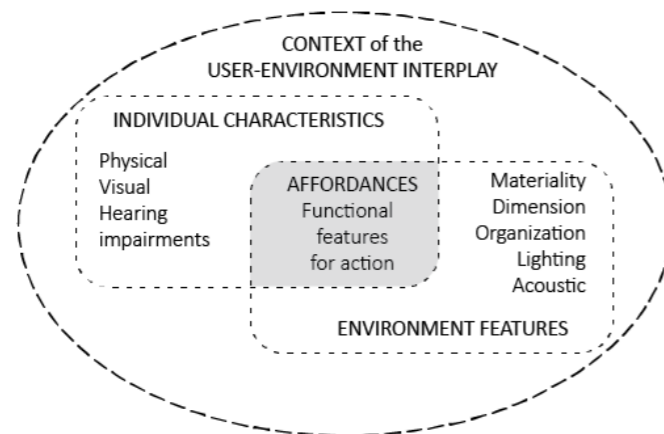 CONTEXT of the
USER-ENVIRONMENT INTERPLAY
INDIVIDUAL CHARACTERISTICS
Physical
Visual
Hearing
impairments
AFFORDANCES
Functional
features
for action
Materiality
Dimension
Organization
Lighting
Acoustic
ENVIRONMENT FEATURES